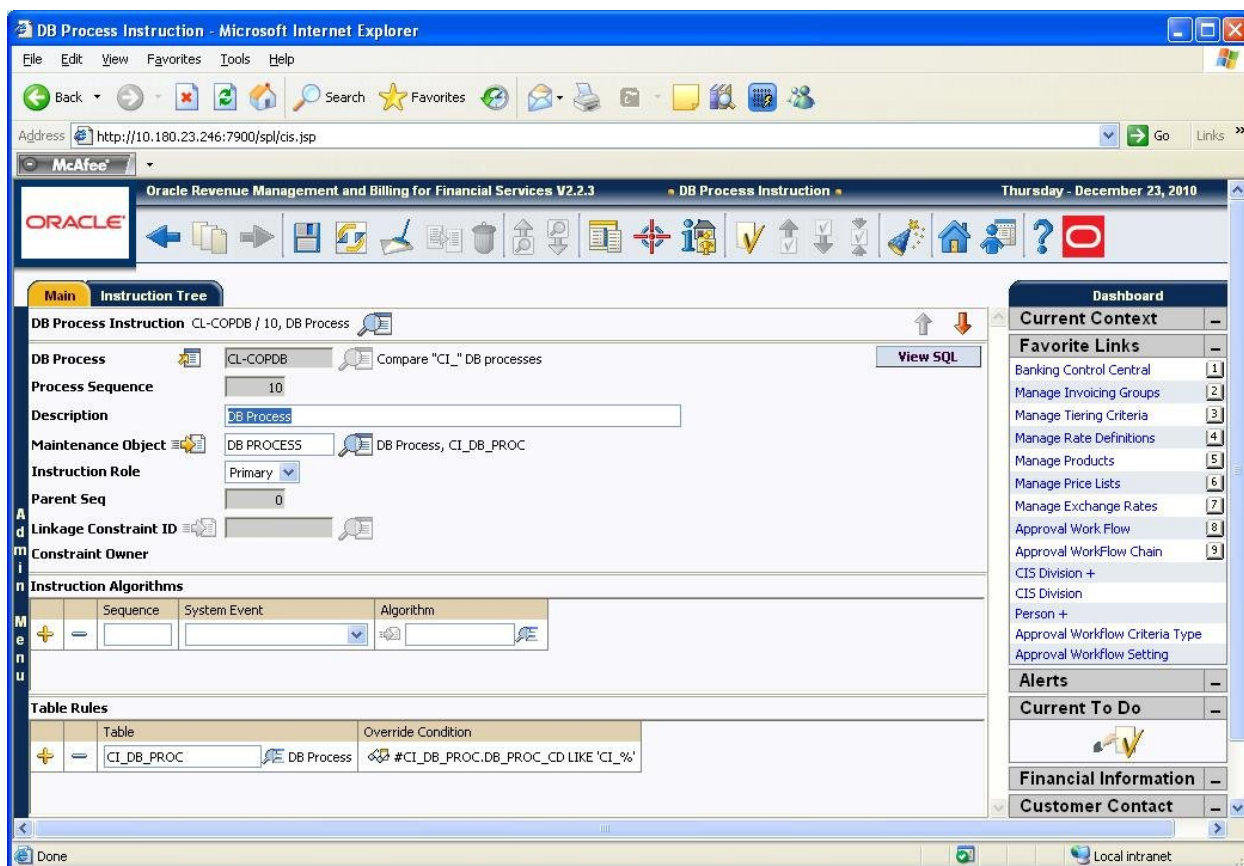 DB Process Instruction - Microsoft Internet Explorer
File Edit View Favorites Tools Help
Back Search Favorites
Address http://10.180.23.246:7900/spl/cis.jsp Go Links »
McAfee
Oracle Revenue Management and Billing for Financial Services V2.2.3 DB Process Instruction Thursday - December 23, 2010
ORACLE
Main Instruction Tree
DB Process Instruction CL-COPDB / 10, DB Process
DB Process CL-COPDB Compare "CI_" DB processes View SQL
Process Sequence 10
Description DB Process
Maintenance Object DB PROCESS DB Process, CI_DB_PROC
Instruction Role Primary
Parent Seq 0
Linkage Constraint ID
Constraint Owner
Instruction Algorithms
Sequence System Event Algorithm
Table Rules
Table Override Condition
CI_DB_PROC DB Process #CI_DB_PROC.DB_PROC_CD LIKE 'CI_%'
Admin Menu
Dashboard
Current Context
Favorite Links
Banking Control Central 1
Manage Invoicing Groups 2
Manage Tiering Criteria 3
Manage Rate Definitions 4
Manage Products 5
Manage Price Lists 6
Manage Exchange Rates 7
Approval Work Flow 8
Approval WorkFlow Chain 9
CIS Division +
CIS Division
Person +
Approval Workflow Criteria Type
Approval Workflow Setting
Alerts
Current To Do
Financial Information
Customer Contact
Done Local intranet